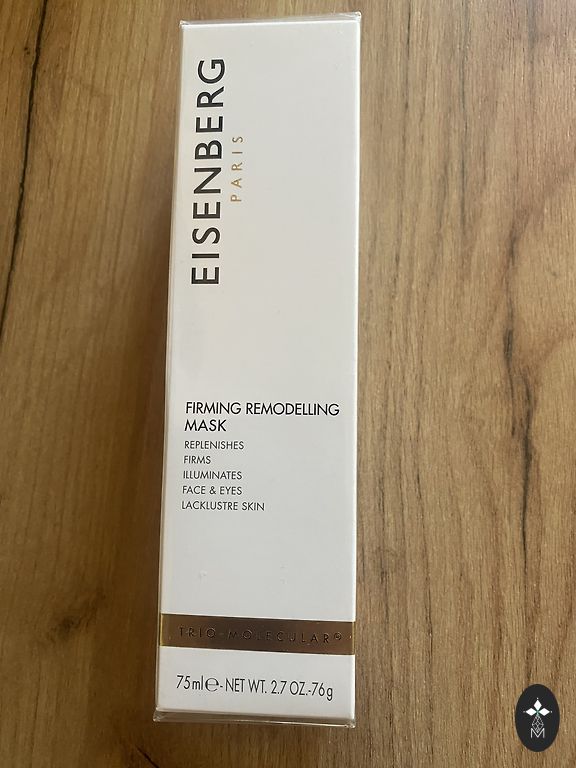 EISENBERG
PARIS
FIRMING REMODELLING
MASK
REPLENISHES
FIRMS
ILLUMINATES
FACE & EYES
LACKLUSTRE SKIN
TRIO-MOLECULAR®
75ml℮-NET WT. 2.7 OZ.-76g